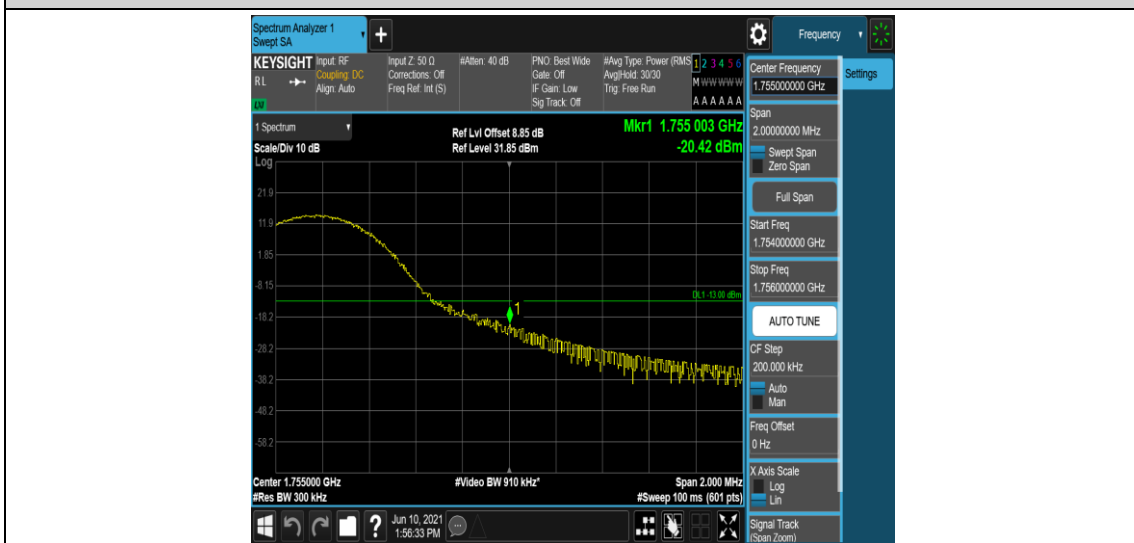 Spectrum Analyzer 1
Swept SA
+
Frequency
KEYSIGHT
RL
LXI
Input: RF
Coupling: DC
Align: Auto
Input Z: 50 Ω
Corrections: Off
Freq Ref: Int (S)
#Atten: 40 dB
PNO: Best Wide
Gate: Off
IF Gain: Low
Sig Track: Off
#Avg Type: Power (RMS
Avg|Hold: 30/30
Trig: Free Run
1 2 3 4 5 6
M W W W W W
A A A A A A
Center Frequency
1.755000000 GHz
Settings
Span
2.00000000 MHz
Swept Span
Zero Span
Full Span
Start Freq
1.754000000 GHz
Stop Freq
1.756000000 GHz
AUTO TUNE
CF Step
200.000 kHz
Auto
Man
Freq Offset
0 Hz
X Axis Scale
Log
Lin
Signal Track
(Span Zoom)
1 Spectrum
Scale/Div 10 dB
Log
Ref Lvl Offset 8.85 dB
Ref Level 31.85 dBm
Mkr1 1.755 003 GHz
-20.42 dBm
21.9
11.9
1.85
-8.15
DL1 -13.00 dBm
1
-18.2
-28.2
-38.2
-48.2
-58.2
Center 1.755000 GHz
#Res BW 300 kHz
#Video BW 910 kHz*
Span 2.000 MHz
#Sweep 100 ms (601 pts)
?
Jun 10, 2021
1:56:33 PM